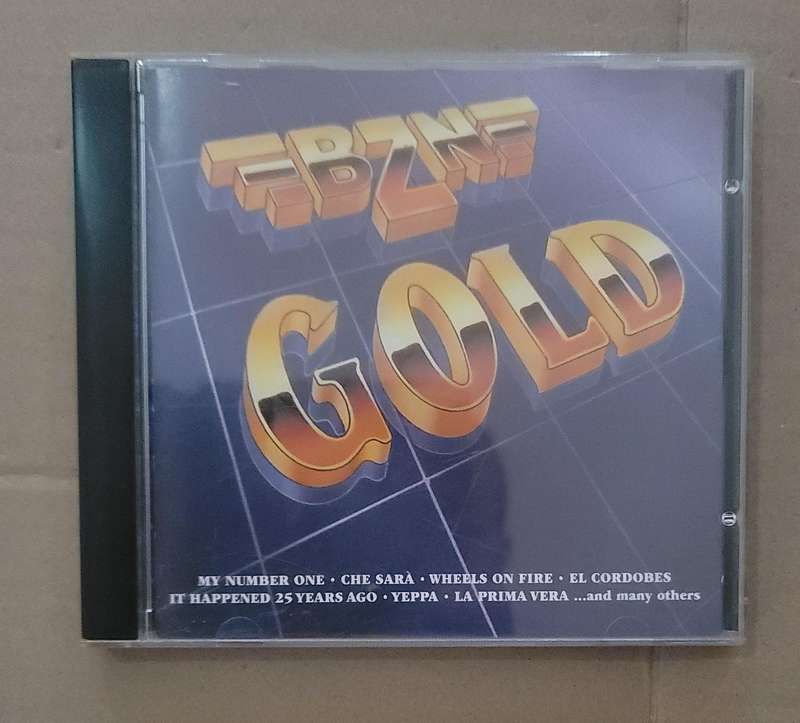 BZN
GOLD
MY NUMBER ONE · CHE SARÀ · WHEELS ON FIRE · EL CORDOBES
IT HAPPENED 25 YEARS AGO · YEPPA · LA PRIMA VERA ...and many others